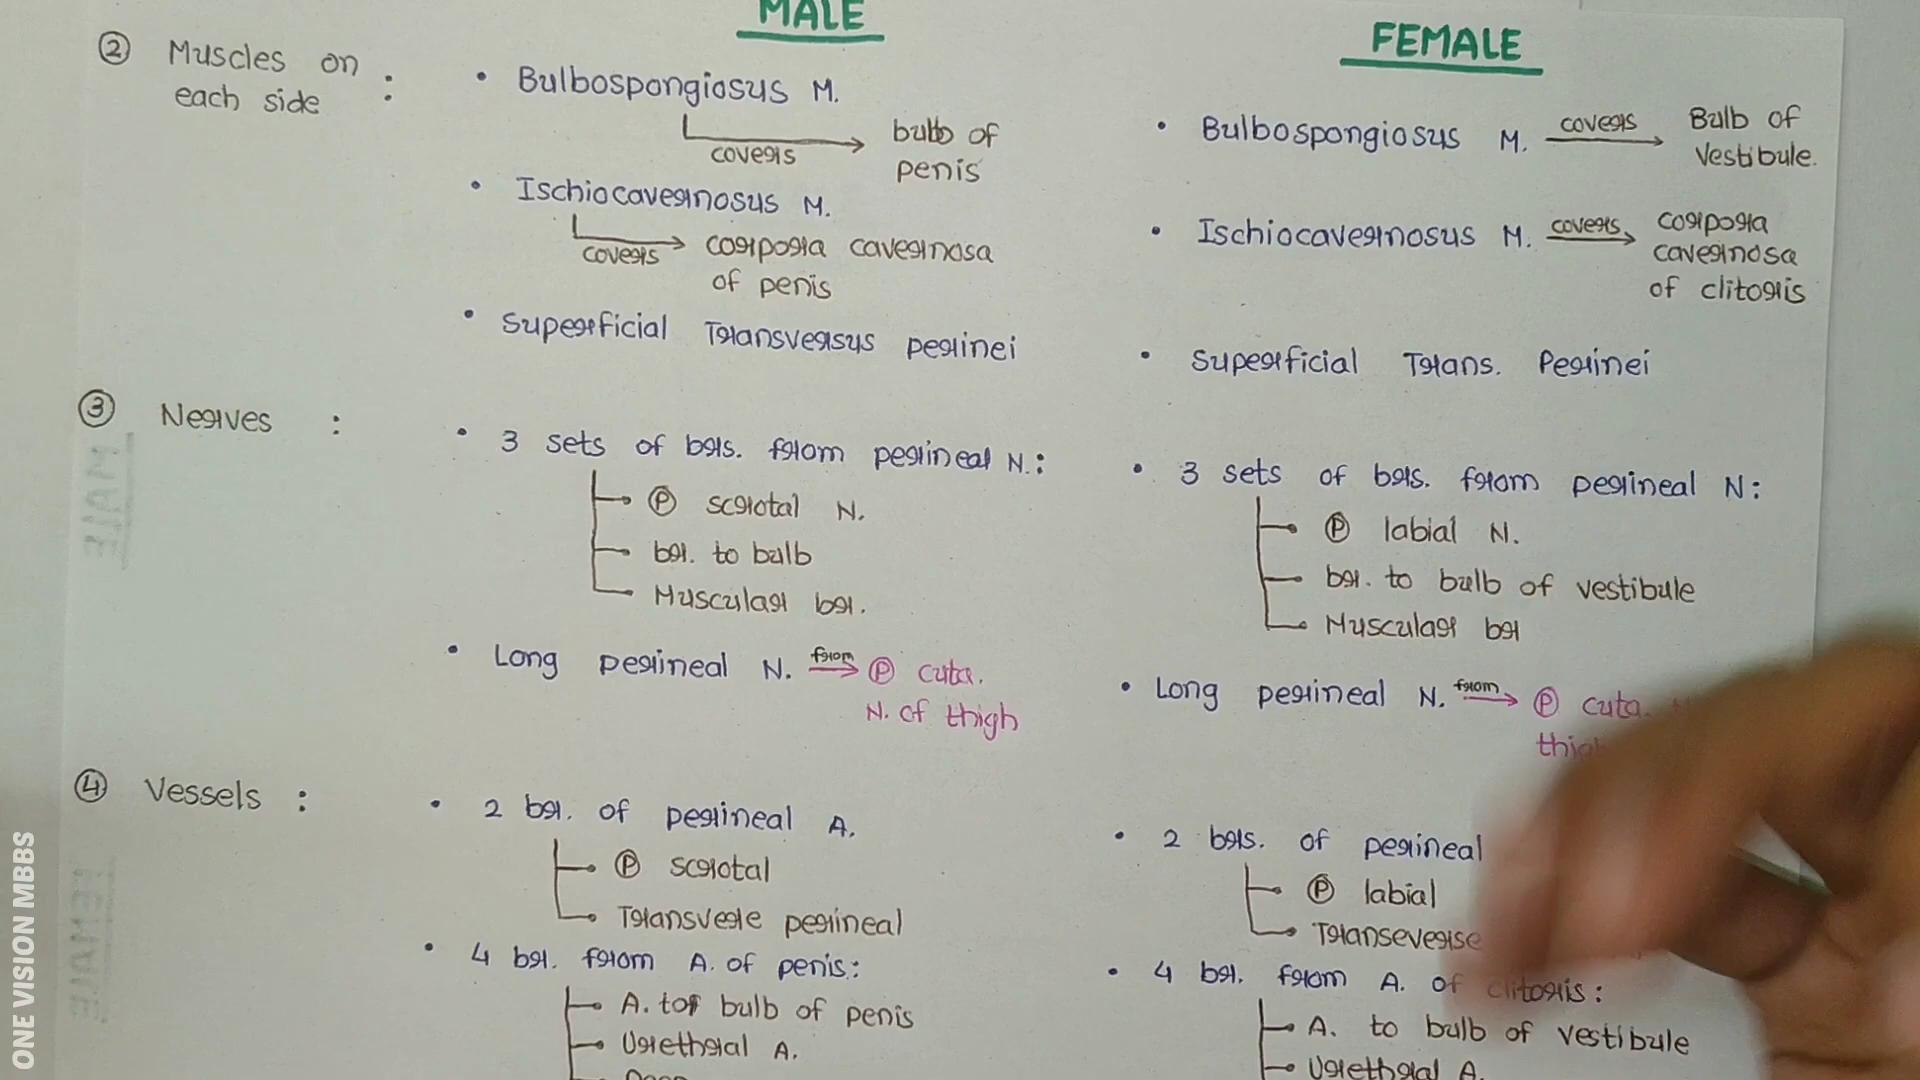 MALE
FEMALE
② Muscles on each side :
• Bulbospongiosus M.
covers → bulb of penis
• Ischiocavernosus M.
covers → corpora cavernosa of penis
• Superficial Transversus perinei
• Bulbospongiosus M. covers → Bulb of Vestibule.
• Ischiocavernosus M. covers → corpora cavernosa of clitoris
• Superficial Trans. Perinei
③ Nerves :
• 3 sets of brs. from perineal N.:
Ⓟ scrotal N.
br. to bulb
Muscular br.
• Long perineal N. from → Ⓟ cuta. N. of thigh
• 3 sets of brs. from perineal N:
Ⓟ labial N.
br. to bulb of vestibule
Muscular br
• Long perineal N. from → Ⓟ cuta.
④ Vessels :
• 2 br. of perineal A.
Ⓟ scrotal
Transvere perineal
• 4 br. from A. of penis:
A. to bulb of penis
Urethral A.
• 2 brs. of perineal
Ⓟ labial
Transeverse
• 4 br. from A. of clitoris:
A. to bulb of vestibule
Urethral A.
MALE
FEMALE
ONE VISION MBBS